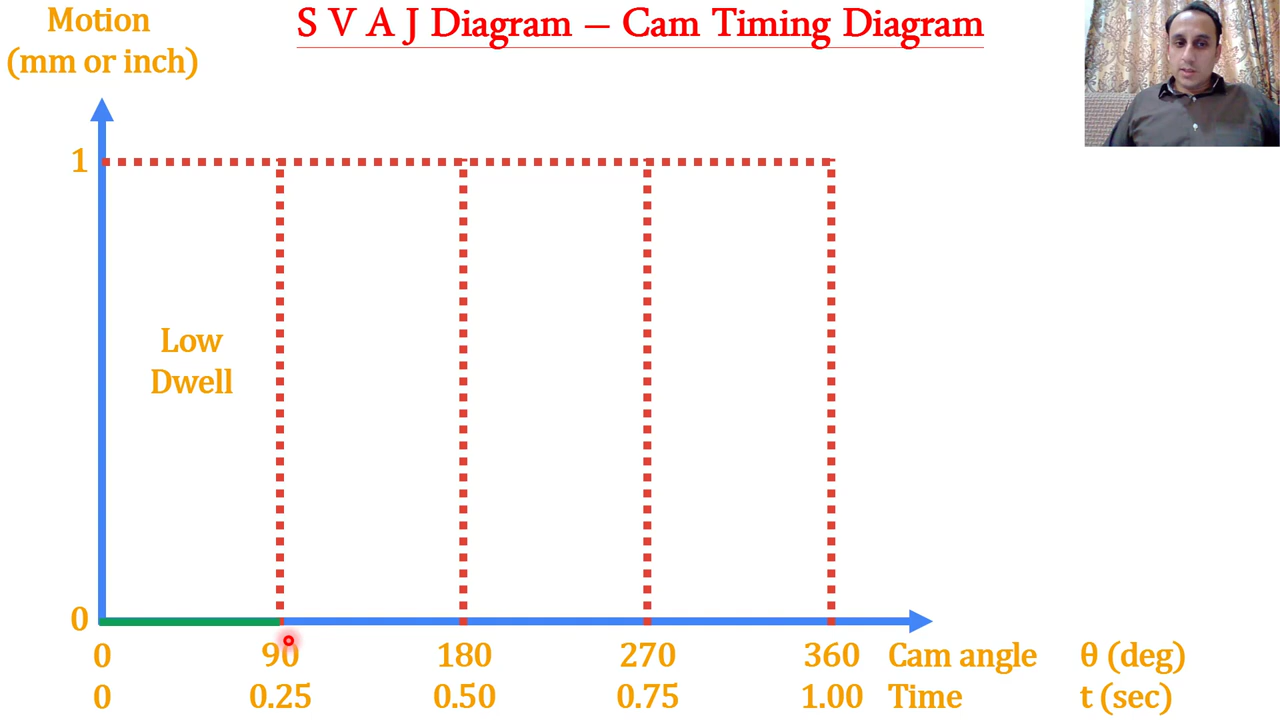 Motion
(mm or inch)
S V A J Diagram – Cam Timing Diagram
1
Low
Dwell
0
0 90 180 270 360 Cam angle θ (deg)
0 0.25 0.50 0.75 1.00 Time t (sec)